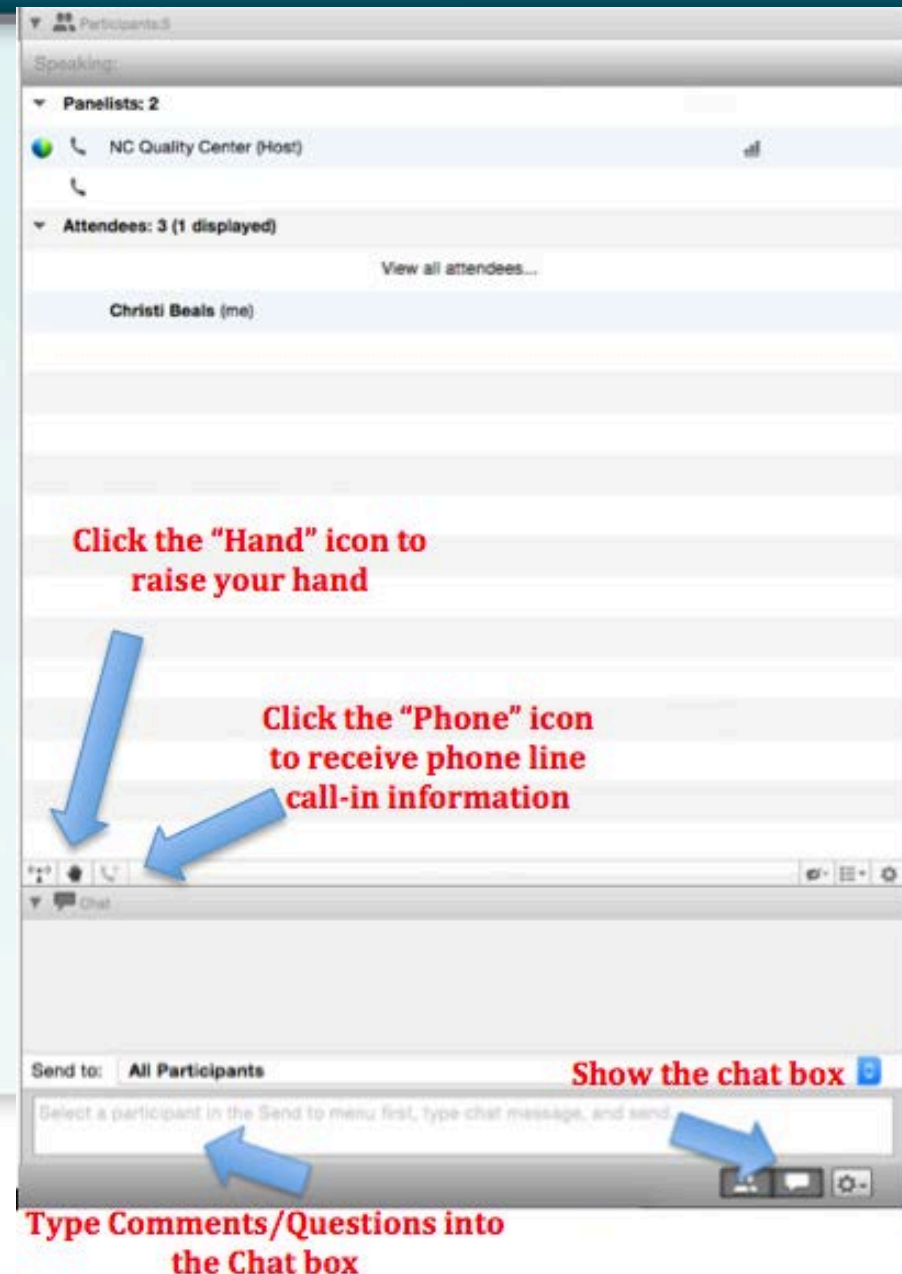 Participants:5
Speaking:
Panelists: 2
NC Quality Center (Host)
Attendees: 3 (1 displayed)
View all attendees...
Christi Beals (me)
Click the “Hand” icon to
raise your hand
Click the “Phone” icon
to receive phone line
call-in information
Chat
Send to: All Participants
Show the chat box
Select a participant in the Send to menu first, type chat message, and send
Type Comments/Questions into
the Chat box